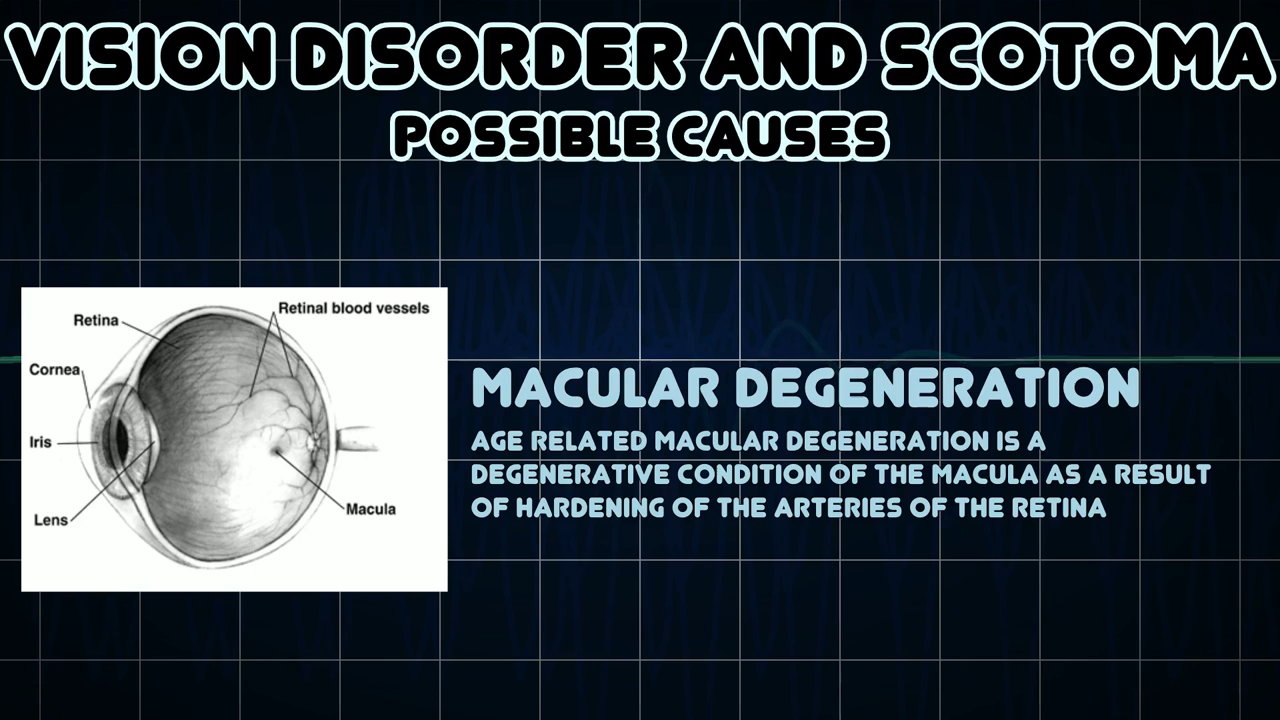 VISION DISORDER AND SCOTOMA
POSSIBLE CAUSES
Retinal blood vessels
Retina
Cornea
Iris
Lens
Macula
MACULAR DEGENERATION
AGE RELATED MACULAR DEGENERATION IS A
DEGENERATIVE CONDITION OF THE MACULA AS A RESULT
OF HARDENING OF THE ARTERIES OF THE RETINA